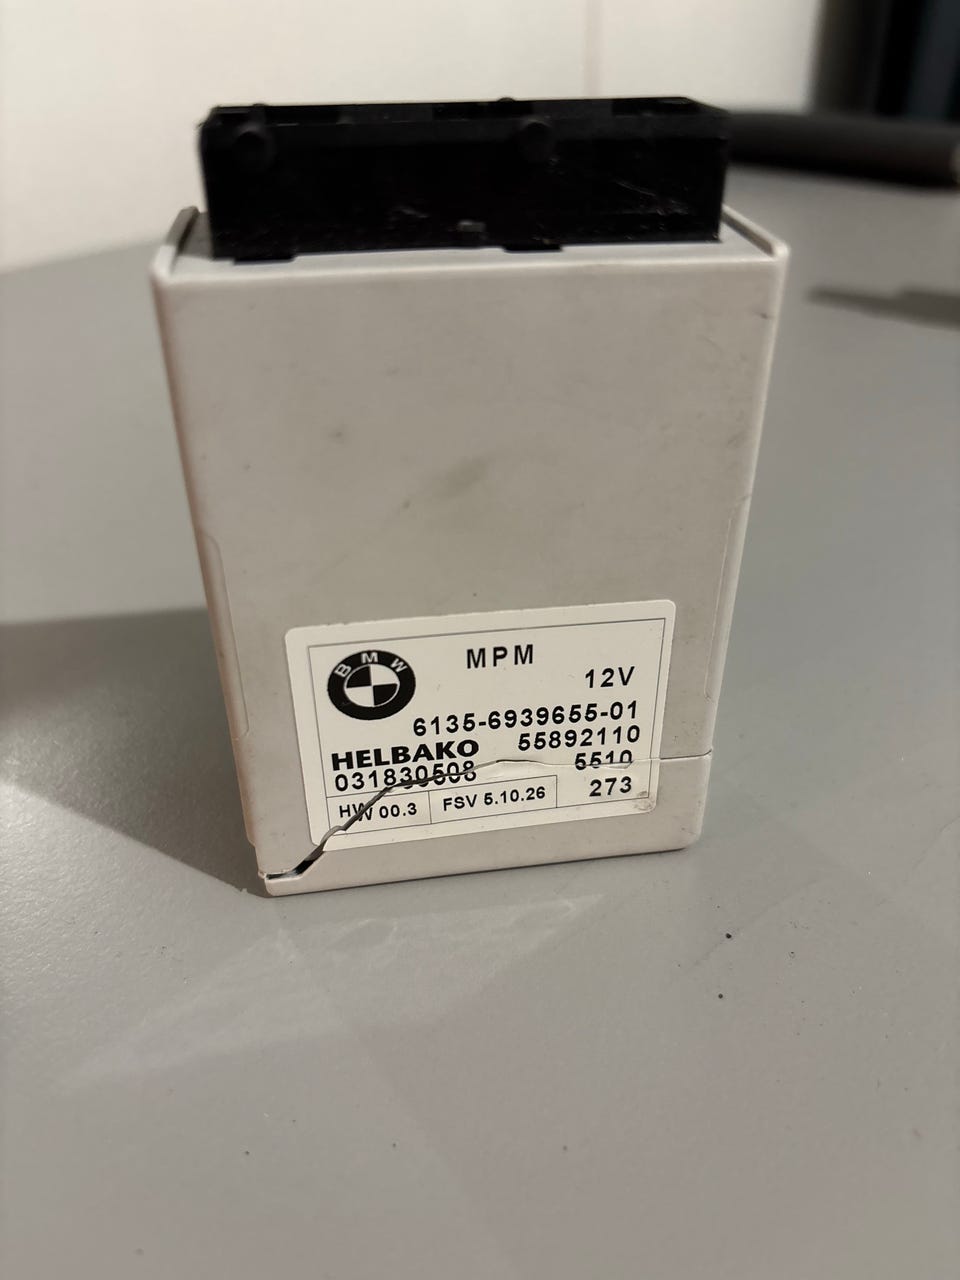 BMW
MPM
12V
6135-6939655-01
HELBAKO 55892110
031830508 5510
HW 00.3 FSV 5.10.26 273